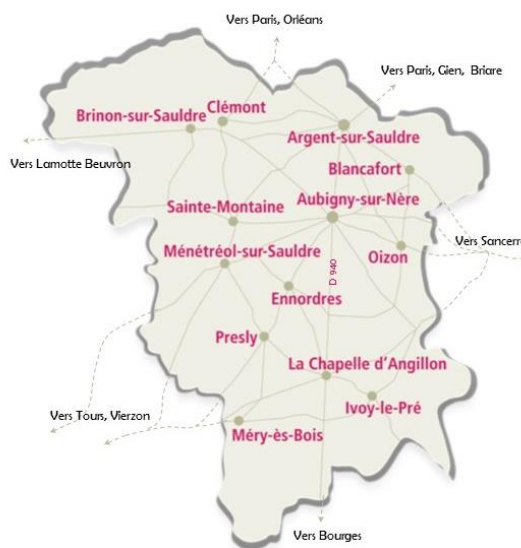 Vers Paris, Orléans
Vers Paris, Gien, Briare
Clémont
Brinon-sur-Sauldre
Argent-sur-Sauldre
Vers Lamotte Beuvron
Blancafort
Aubigny-sur-Nère
Sainte-Montaine
Vers Sancerre
Ménétréol-sur-Sauldre
Oizon
D 940
Ennordres
Presly
La Chapelle d'Angillon
Vers Tours, Vierzon
Ivoy-le-Pré
Méry-ès-Bois
Vers Bourges